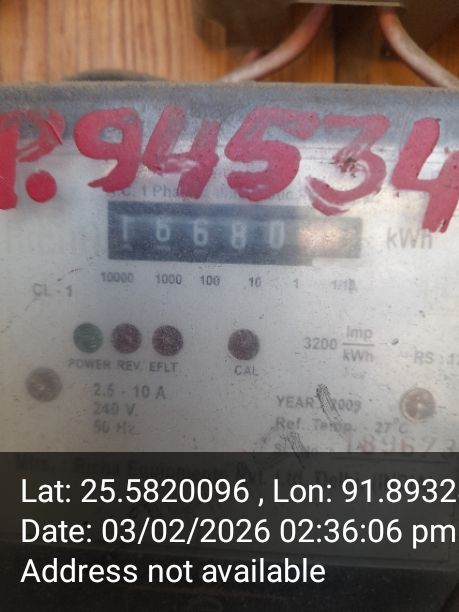 P.94534
1 Pha
16680
kWh
10000 1000 100 10 1 1/10
CL - 1
3200 Imp
kWh
POWER REV. EFLT CAL
2.5 - 10 A
240 V.
50 Hz
YEAR 2009
Ref. Temp. 27°C
Lat: 25.5820096 , Lon: 91.8932
Date: 03/02/2026 02:36:06 pm
Address not available